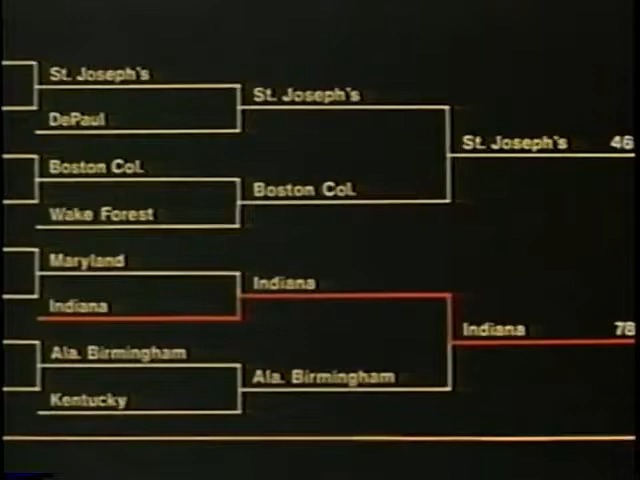 St. Joseph's
St. Joseph's
DePaul
St. Joseph's 46
Boston Col.
Boston Col.
Wake Forest
Maryland
Indiana
Indiana
Indiana 78
Ala. Birmingham
Ala. Birmingham
Kentucky